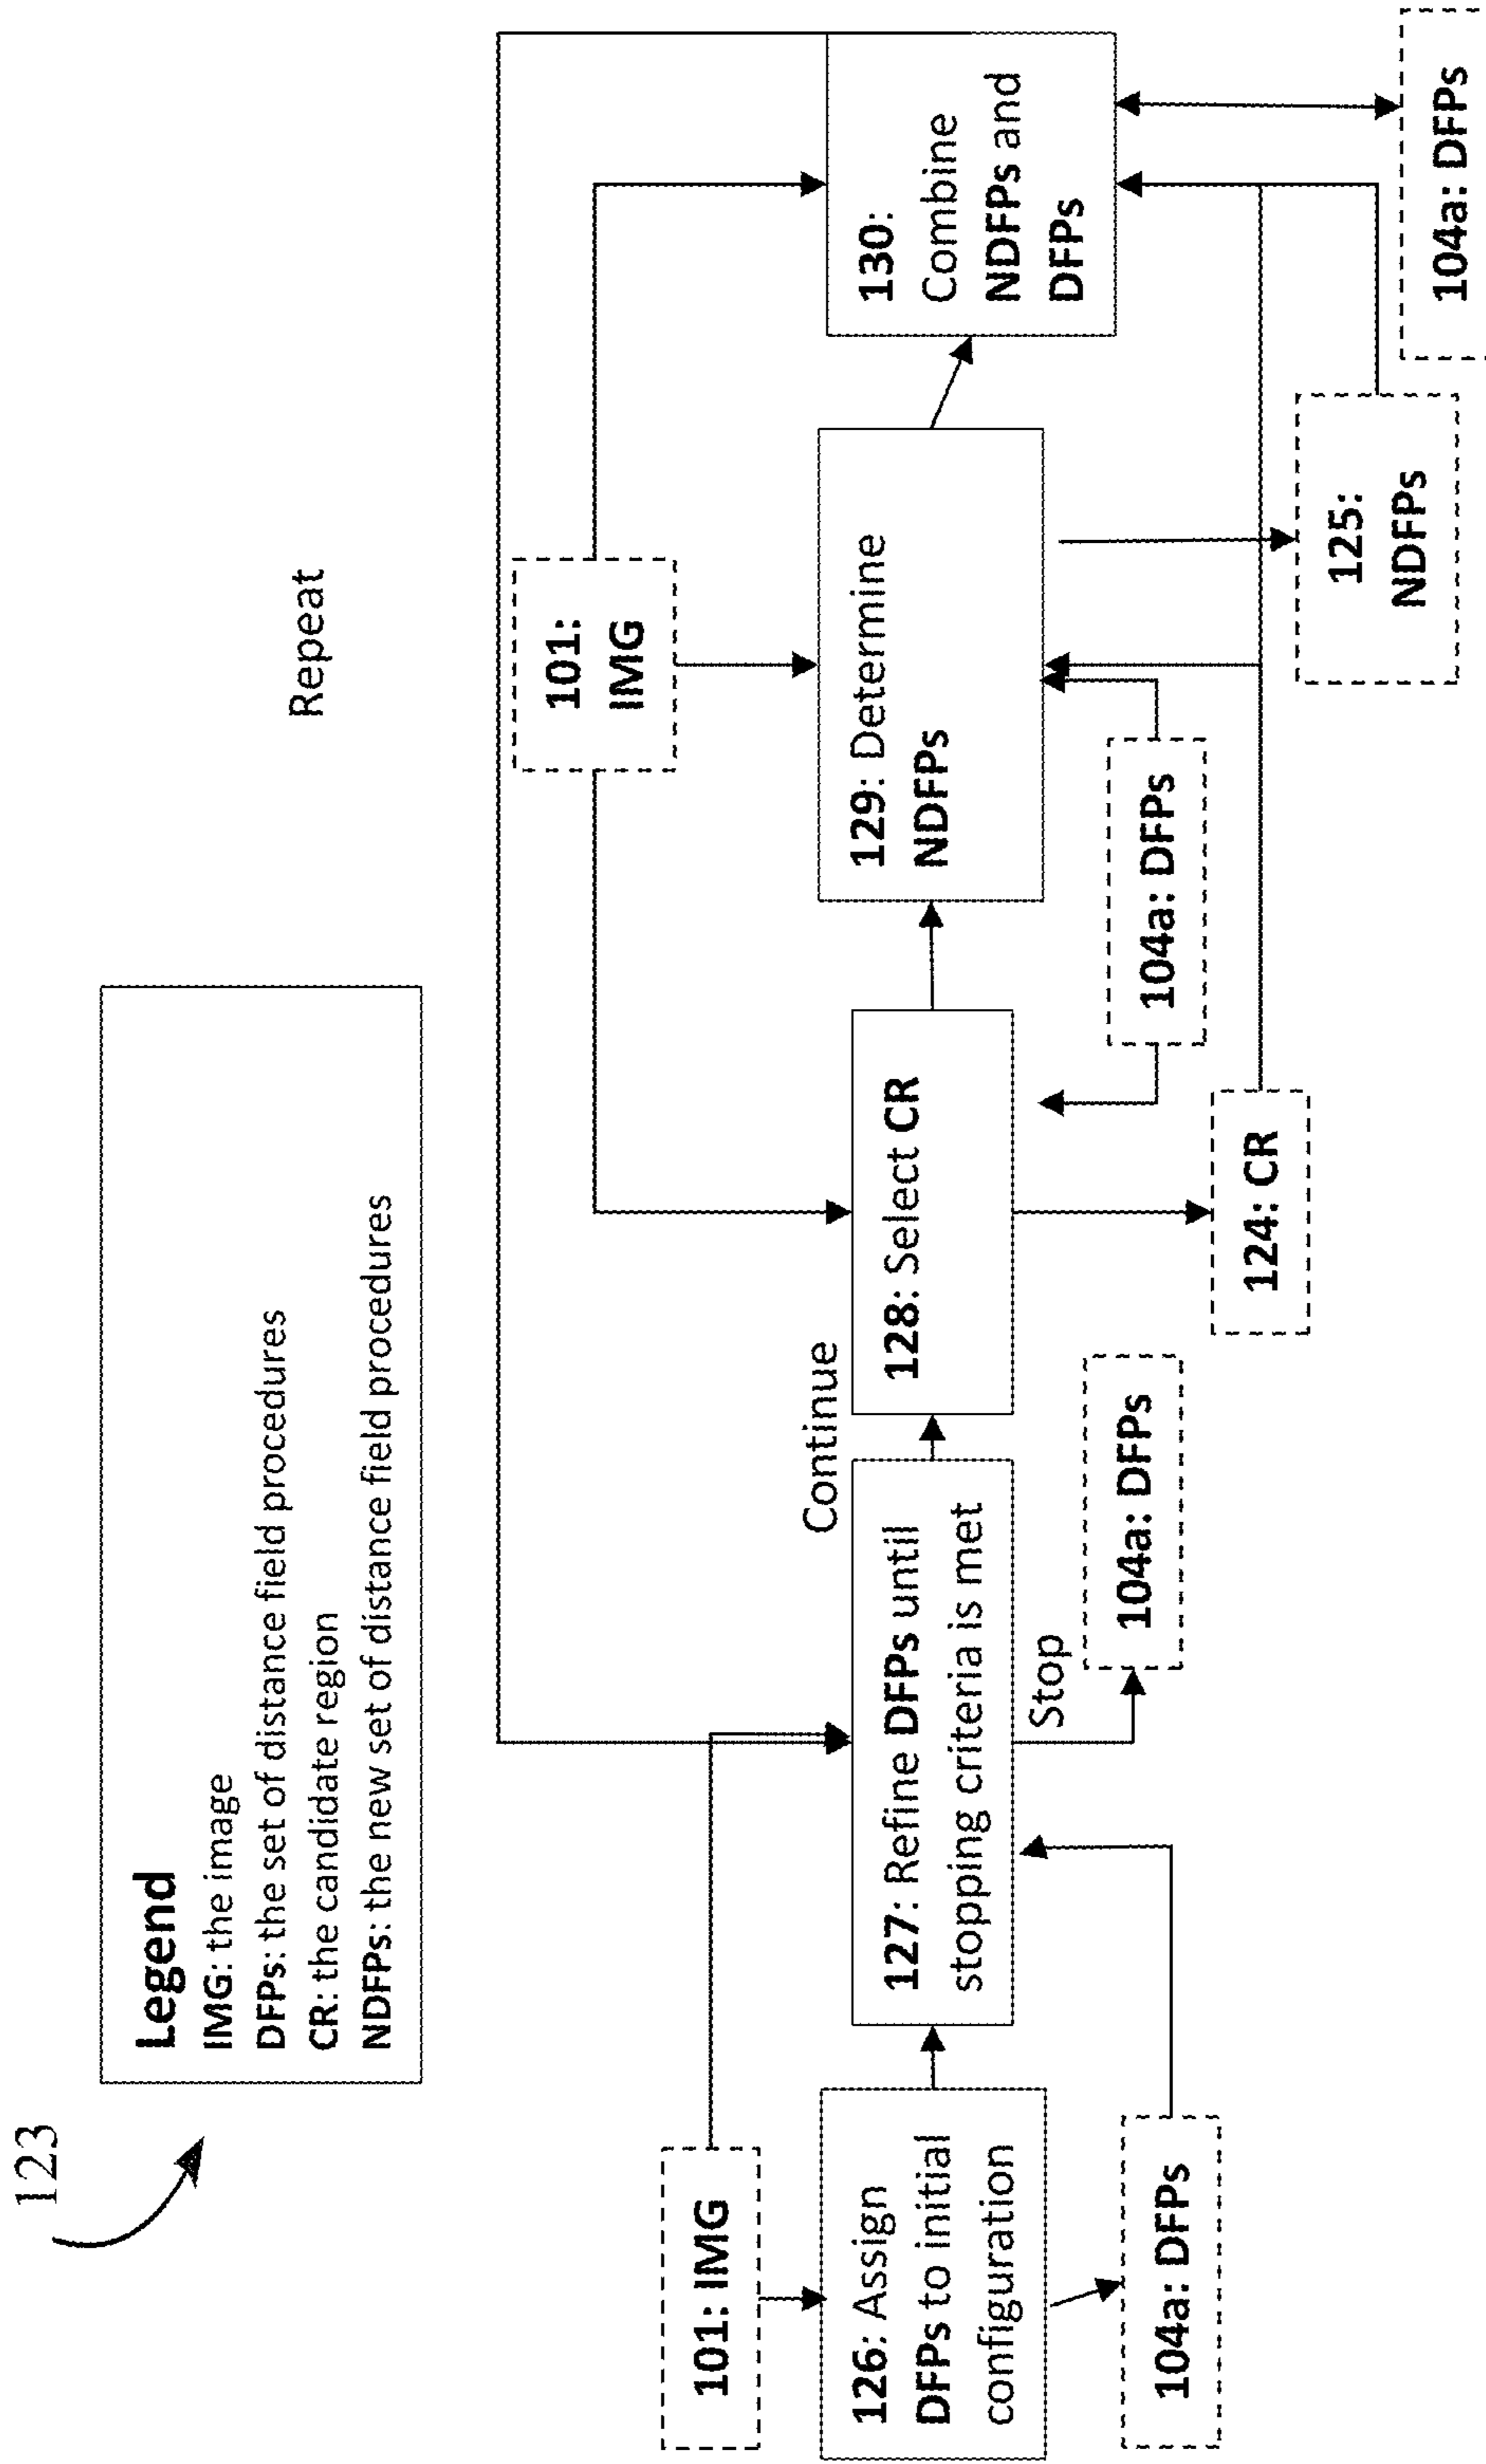 123
Legend
IMG: the image
DFPs: the set of distance field procedures
CR: the candidate region
NDFPs: the new set of distance field procedures
Repeat
101: IMG
101:
IMG
126: Assign
DFPs to initial
configuration
127: Refine DFPs until
stopping criteria is met
Continue
128: Select CR
129: Determine
NDFPs
130:
Combine
NDFPs and
DFPs
104a: DFPs
Stop
104a: DFPs
124: CR
104a: DFPs
125:
NDFPs
104a: DFPs